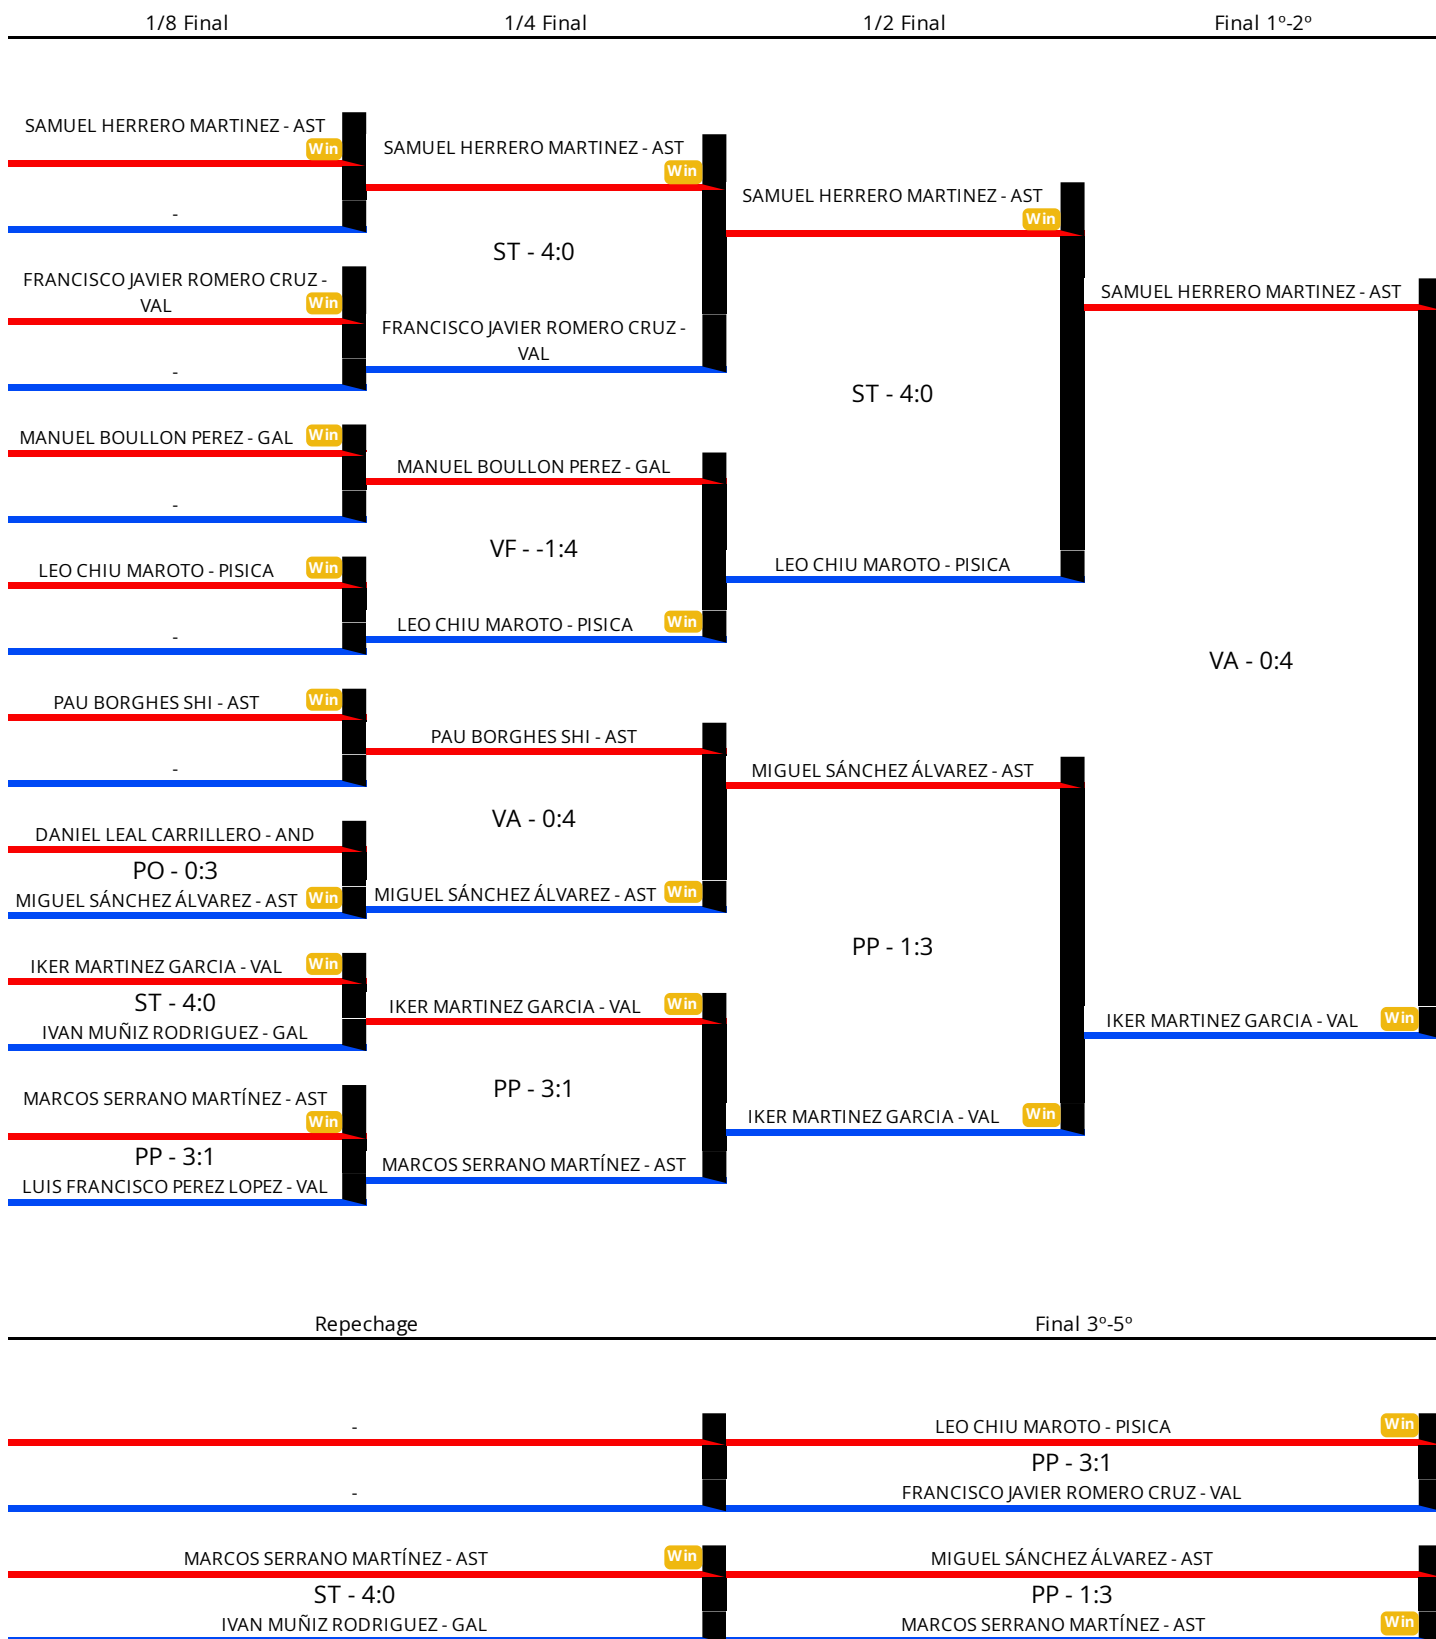 1/8 Final
1/4 Final
1/2 Final
Final 1º-2º
SAMUEL HERRERO MARTINEZ - AST
Win
-
FRANCISCO JAVIER ROMERO CRUZ -
VAL
Win
-
MANUEL BOULLON PEREZ - GAL
Win
-
LEO CHIU MAROTO - PISICA
Win
-
PAU BORGHES SHI - AST
Win
-
DANIEL LEAL CARRILLERO - AND
PO - 0:3
MIGUEL SÁNCHEZ ÁLVAREZ - AST
Win
IKER MARTINEZ GARCIA - VAL
Win
ST - 4:0
IVAN MUÑIZ RODRIGUEZ - GAL
MARCOS SERRANO MARTÍNEZ - AST
Win
PP - 3:1
LUIS FRANCISCO PEREZ LOPEZ - VAL
SAMUEL HERRERO MARTINEZ - AST
Win
ST - 4:0
FRANCISCO JAVIER ROMERO CRUZ -
VAL
MANUEL BOULLON PEREZ - GAL
VF - -1:4
LEO CHIU MAROTO - PISICA
Win
PAU BORGHES SHI - AST
VA - 0:4
MIGUEL SÁNCHEZ ÁLVAREZ - AST
Win
IKER MARTINEZ GARCIA - VAL
Win
PP - 3:1
MARCOS SERRANO MARTÍNEZ - AST
SAMUEL HERRERO MARTINEZ - AST
Win
ST - 4:0
LEO CHIU MAROTO - PISICA
MIGUEL SÁNCHEZ ÁLVAREZ - AST
PP - 1:3
IKER MARTINEZ GARCIA - VAL
Win
SAMUEL HERRERO MARTINEZ - AST
VA - 0:4
IKER MARTINEZ GARCIA - VAL
Win
Repechage
Final 3º-5º
-
-
MARCOS SERRANO MARTÍNEZ - AST
Win
ST - 4:0
IVAN MUÑIZ RODRIGUEZ - GAL
LEO CHIU MAROTO - PISICA
Win
PP - 3:1
FRANCISCO JAVIER ROMERO CRUZ - VAL
MIGUEL SÁNCHEZ ÁLVAREZ - AST
PP - 1:3
MARCOS SERRANO MARTÍNEZ - AST
Win